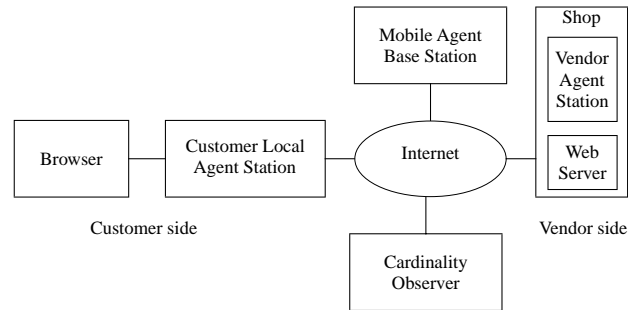 Mobile Agent
Base Station
Shop
Vendor
Agent
Station
Browser
Customer Local
Agent Station
Internet
Web
Server
Customer side
Vendor side
Cardinality
Observer